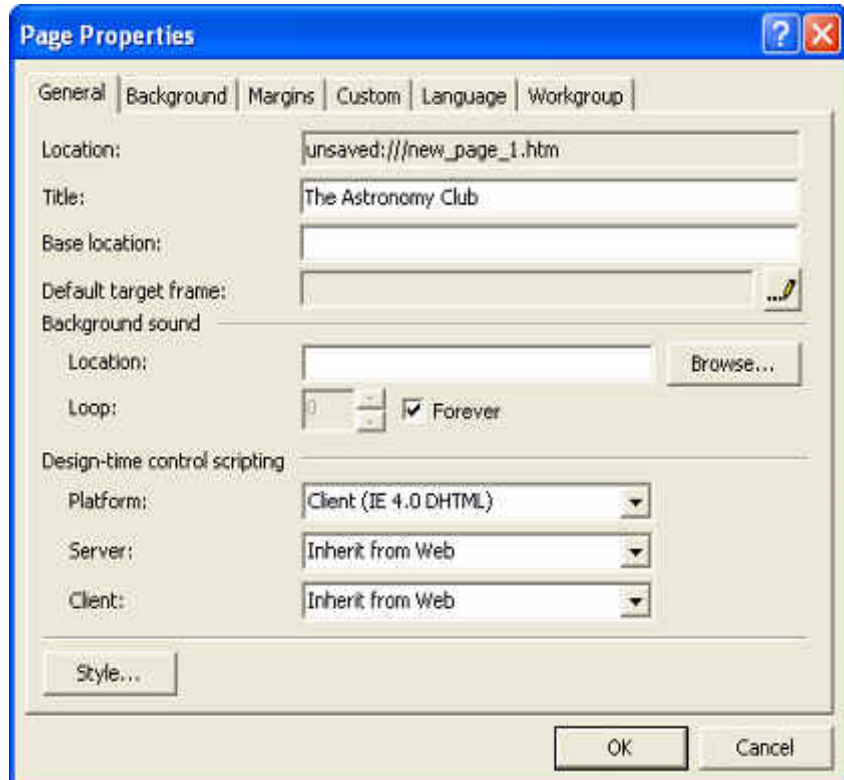 Page Properties
General Background Margins Custom Language Workgroup
Location: unsaved:///new_page_1.htm
Title: The Astronomy Club
Base location:
Default target frame:
Background sound
Location: Browse...
Loop: 0 Forever
Design-time control scripting
Platform: Client (IE 4.0 DHTML)
Server: Inherit from Web
Client: Inherit from Web
Style...
OK Cancel